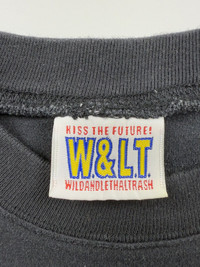 KISS THE FUTURE!
W.&L.T.
WILDANDLETHALTRASH